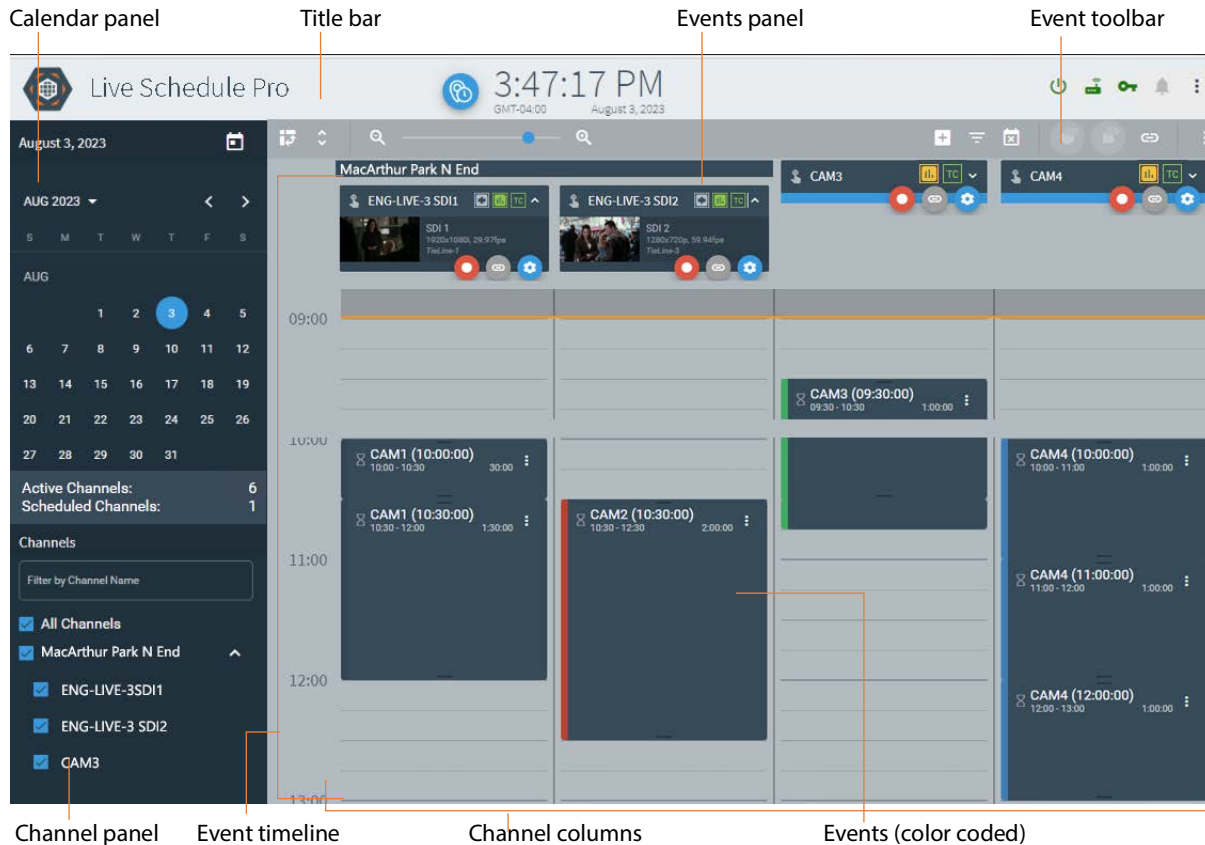 Calendar panel
Title bar
Events panel
Event toolbar
Live Schedule Pro
3:47:17 PM
GMT-04:00
August 3, 2023
August 3, 2023
AUG 2023
S M T W T F S
AUG
1 2 3 4 5
6 7 8 9 10 11 12
13 14 15 16 17 18 19
20 21 22 23 24 25 26
27 28 29 30 31
Active Channels: 6
Scheduled Channels: 1
Channels
Filter by Channel Name
All Channels
MacArthur Park N End
ENG-LIVE-3SDI1
ENG-LIVE-3 SDI2
CAM3
MacArthur Park N End
ENG-LIVE-3 SDI1
TC
SDI 1
1920x1080i, 29.97fps
TieLine-1
ENG-LIVE-3 SDI2
TC
SDI 2
1280x720p, 59.94fps
TieLine-3
CAM3
TC
CAM4
TC
09:00
10:00
11:00
12:00
13:00
CAM1 (10:00:00)
10:00 - 10:30 30:00
CAM1 (10:30:00)
10:30 - 12:00 1:30:00
CAM2 (10:30:00)
10:30 - 12:30 2:00:00
CAM3 (09:30:00)
09:30 - 10:30 1:00:00
CAM4 (10:00:00)
10:00 - 11:00 1:00:00
CAM4 (11:00:00)
11:00 - 12:00 1:00:00
CAM4 (12:00:00)
12:00 - 13:00 1:00:00
Channel panel
Event timeline
Channel columns
Events (color coded)